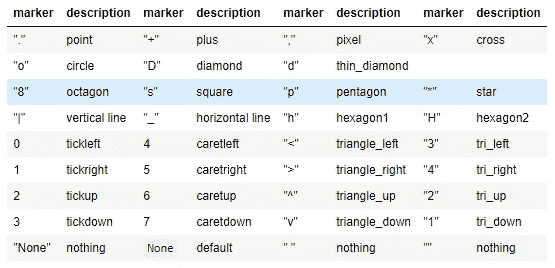 marker description marker description marker description marker description
"." point "+" plus "," pixel "x" cross
"o" circle "D" diamond "d" thin_diamond
"8" octagon "s" square "p" pentagon "*" star
"|" vertical line "_" horizontal line "h" hexagon1 "H" hexagon2
0 tickleft 4 caretleft "<" triangle_left "3" tri_left
1 tickright 5 caretright ">" triangle_right "4" tri_right
2 tickup 6 caretup "^" triangle_up "2" tri_up
3 tickdown 7 caretdown "v" triangle_down "1" tri_down
"None" nothing None default " " nothing "" nothing